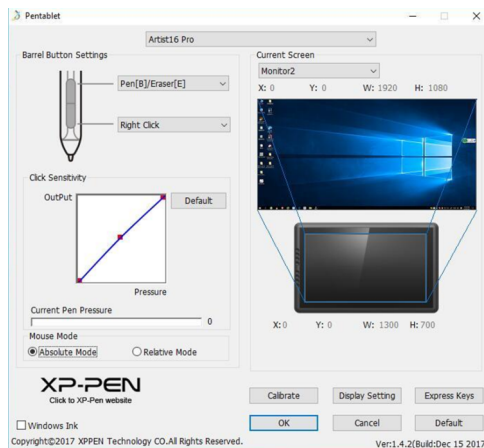 Pentablet
Artist16 Pro
Barrel Button Settings
Pen[B]/Eraser[E]
Right Click
Click Sensitivity
OutPut
Default
Pressure
Current Pen Pressure
0
Mouse Mode
Absolute Mode
Relative Mode
XP-PEN
Click to XP-Pen website
Windows Ink
Copyright©2017 XPPEN Technology CO.All Rights Reserved.
Current Screen
Monitor2
X: 0 Y: 0 W: 1920 H: 1080
X:0 Y: 0 W: 1300 H:700
Calibrate
Display Setting
Express Keys
OK
Cancel
Default
Ver:1.4.2(Build:Dec 15 2017